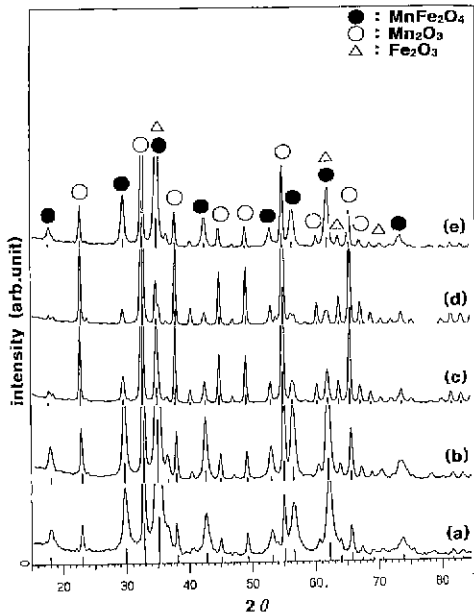 ● : MnFe₂O₄
○ : Mn₂O₃
△ : Fe₂O₃
(e)
(d)
(c)
(b)
(a)
intensity (arb.unit)
0
20 30 40 50 60. 70 80
2θ